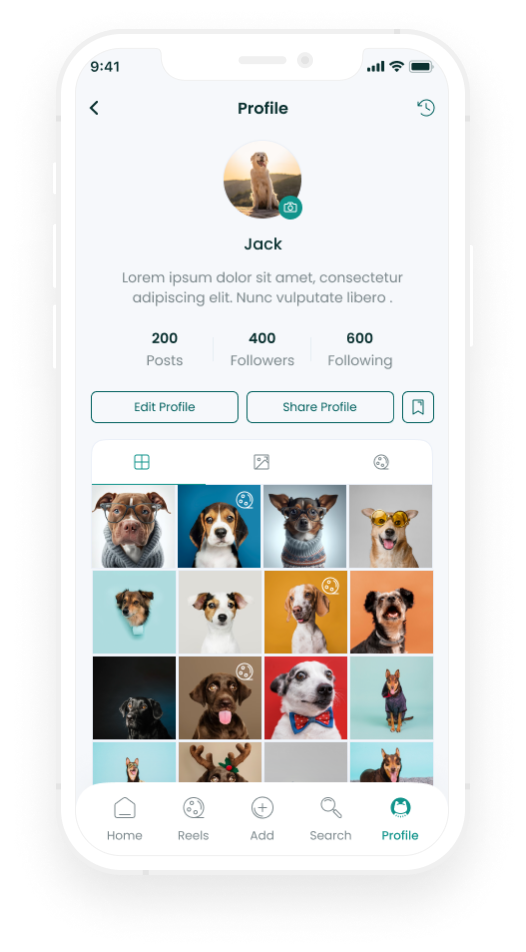 9:41
Profile
Jack
Lorem ipsum dolor sit amet, consectetur
adipiscing elit. Nunc vulputate libero .
200 400 600
Posts Followers Following
Edit Profile Share Profile
Home Reels Add Search Profile